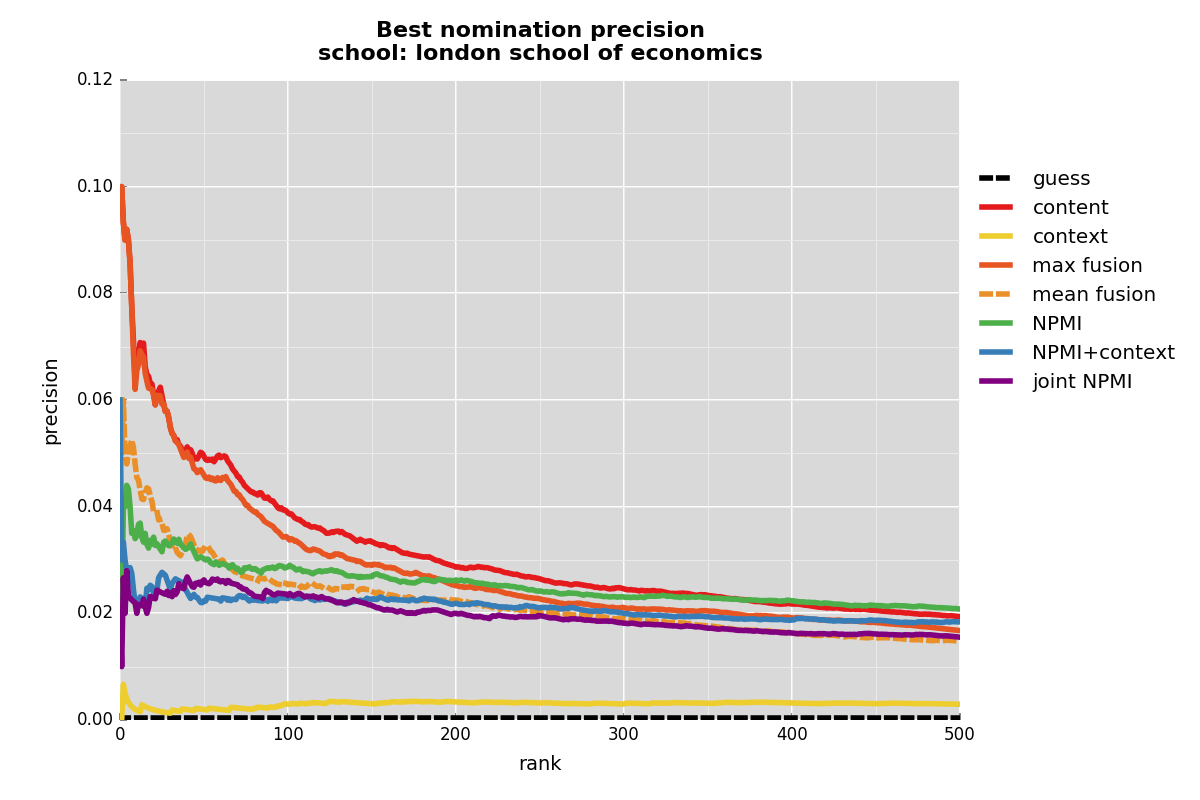 Best nomination precision
school: london school of economics
precision
0.12
0.10
0.08
0.06
0.04
0.02
0.00
0 100 200 300 400 500
rank
guess
content
context
max fusion
mean fusion
NPMI
NPMI+context
joint NPMI